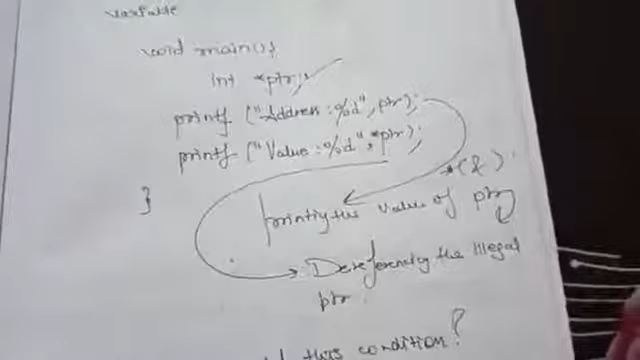 variable
void main() {
int *ptr;
printf ("Address : %d", ptr);
printf ("Value : %d", *ptr);
*(& )
}
printing the value of ptr
Dereferencing the illegal
ptr.
this condition?